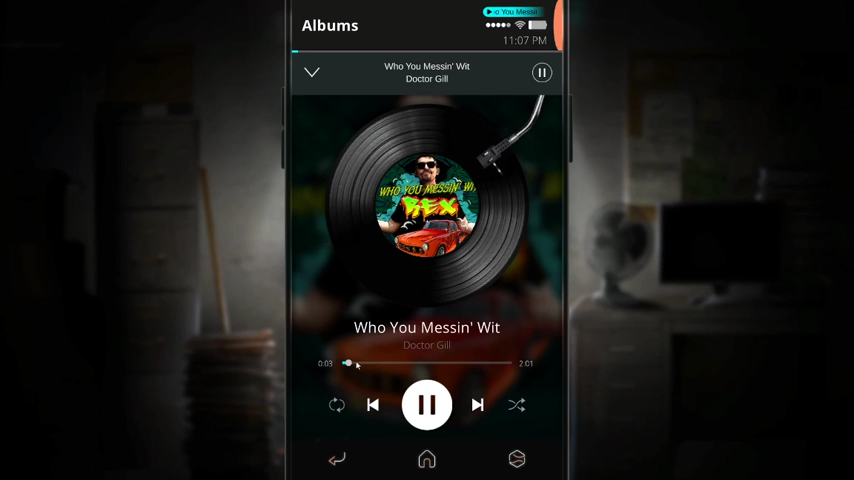 o You Messi
Albums
11:07 PM
Who You Messin' Wit
Doctor Gill
WHO YOU MESSIN' WI
REX
Who You Messin' Wit
Doctor Gill
0:03
2:01